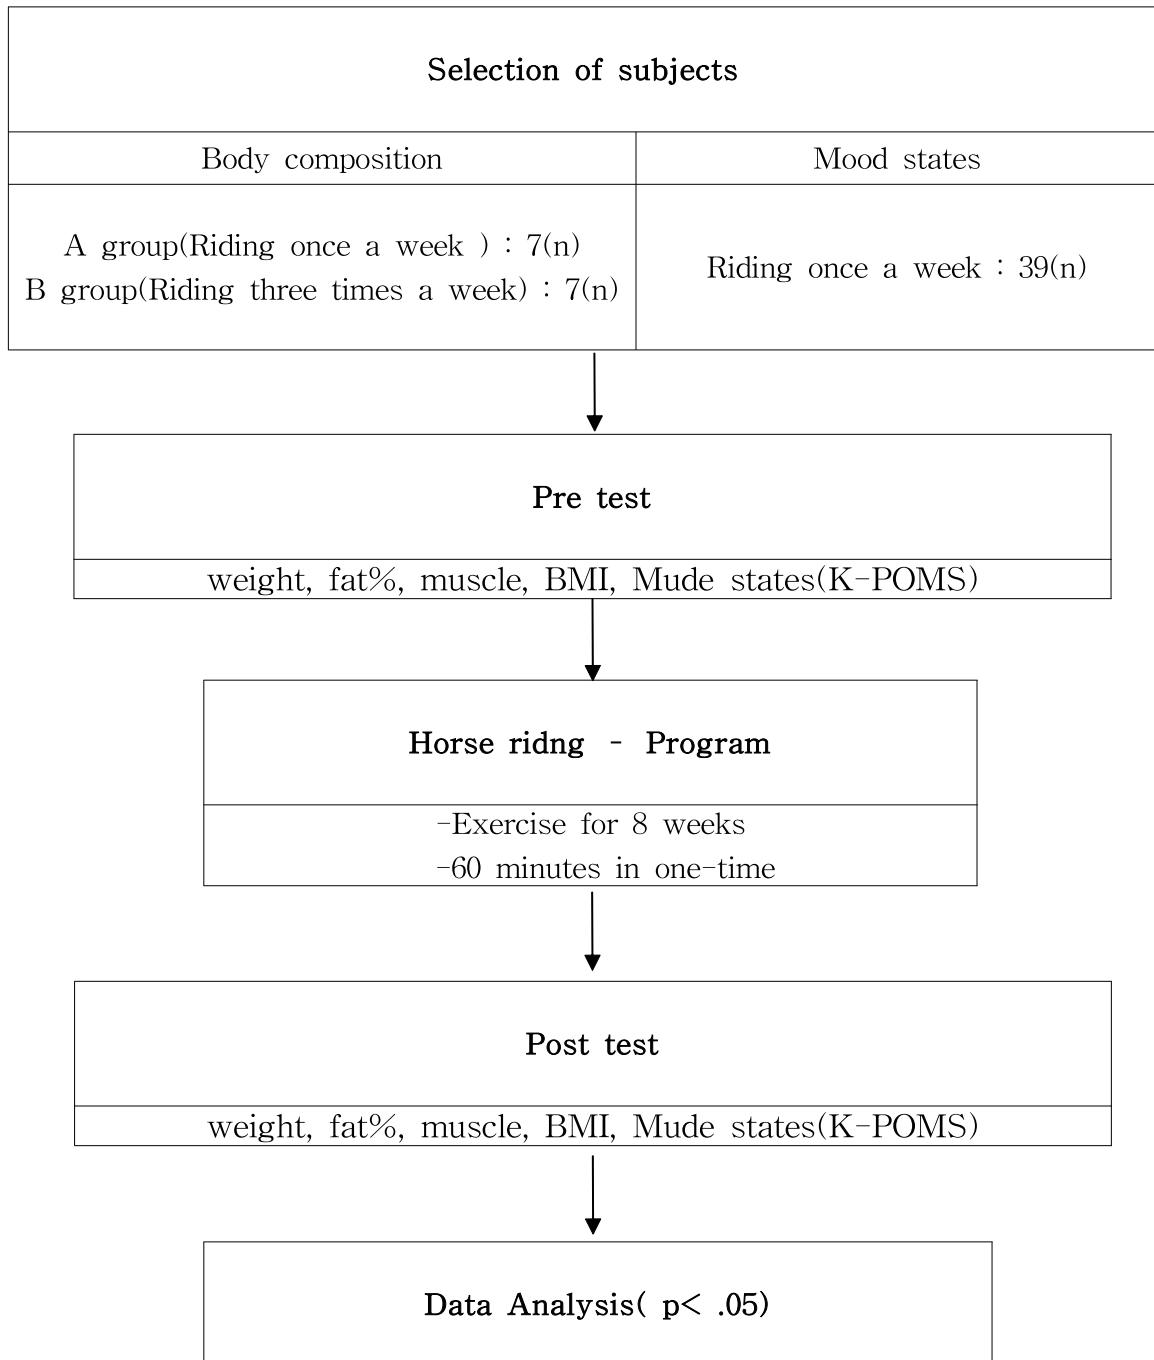 Selection of subjects
Body composition
Mood states
A group(Riding once a week ) : 7(n)
B group(Riding three times a week) : 7(n)
Riding once a week : 39(n)
Pre test
weight, fat%, muscle, BMI, Mude states(K-POMS)
Horse ridng - Program
-Exercise for 8 weeks
-60 minutes in one-time
Post test
weight, fat%, muscle, BMI, Mude states(K-POMS)
Data Analysis( p< .05)